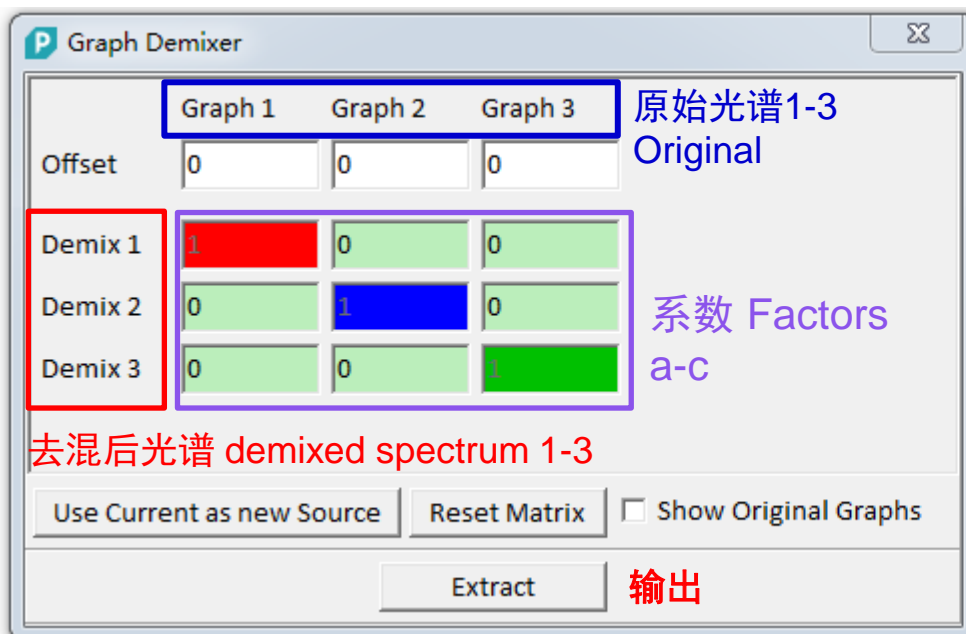 Graph Demixer
Graph 1 Graph 2 Graph 3 原始光谱1-3
Original
Offset 0 0 0
Demix 1 1 0 0
Demix 2 0 1 0 系数 Factors
Demix 3 0 0 1 a-c
去混后光谱 demixed spectrum 1-3
Use Current as new Source Reset Matrix Show Original Graphs
Extract 输出